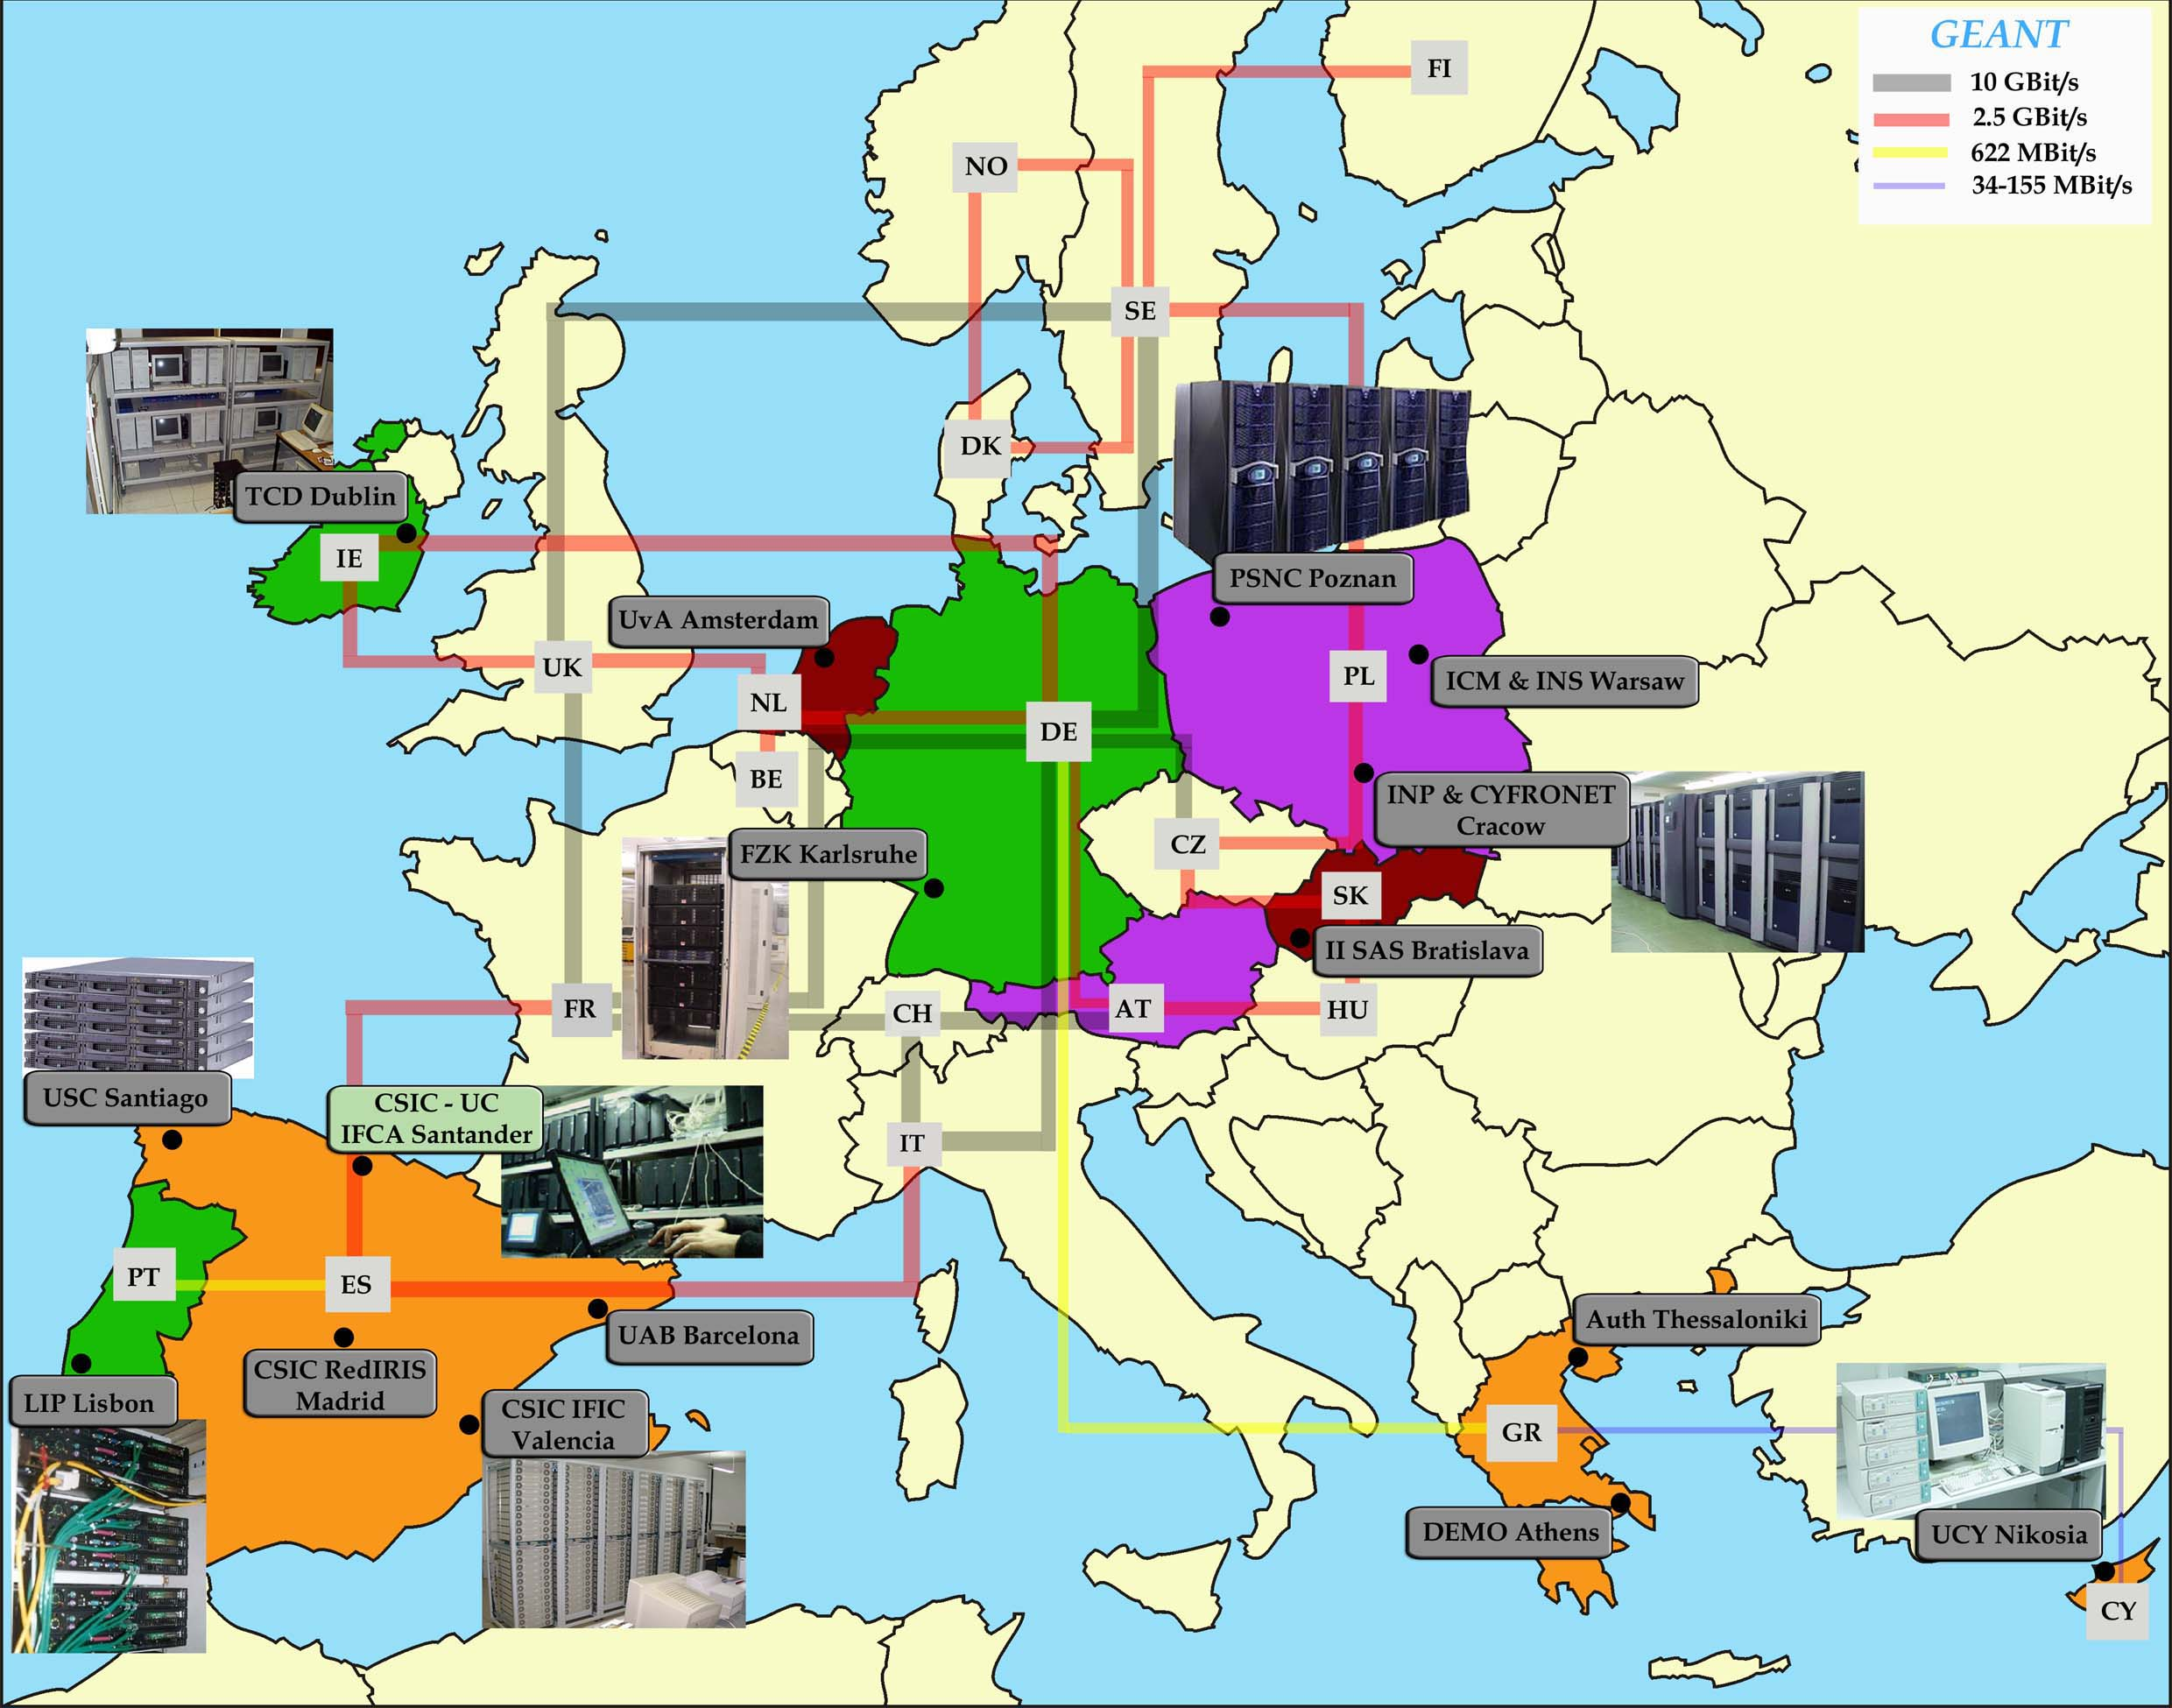 GEANT
10 GBit/s
2.5 GBit/s
622 MBit/s
34-155 MBit/s
FI
NO
SE
DK
TCD Dublin
IE
PSNC Poznan
UvA Amsterdam
UK
NL
DE
PL
ICM & INS Warsaw
BE
INP & CYFRONET
Cracow
CZ
FZK Karlsruhe
SK
II SAS Bratislava
FR
CH
AT
HU
USC Santiago
CSIC - UC
IFCA Santander
IT
PT
ES
UAB Barcelona
Auth Thessaloniki
CSIC RedIRIS
Madrid
LIP Lisbon
CSIC IFIC
Valencia
GR
DEMO Athens
UCY Nikosia
CY